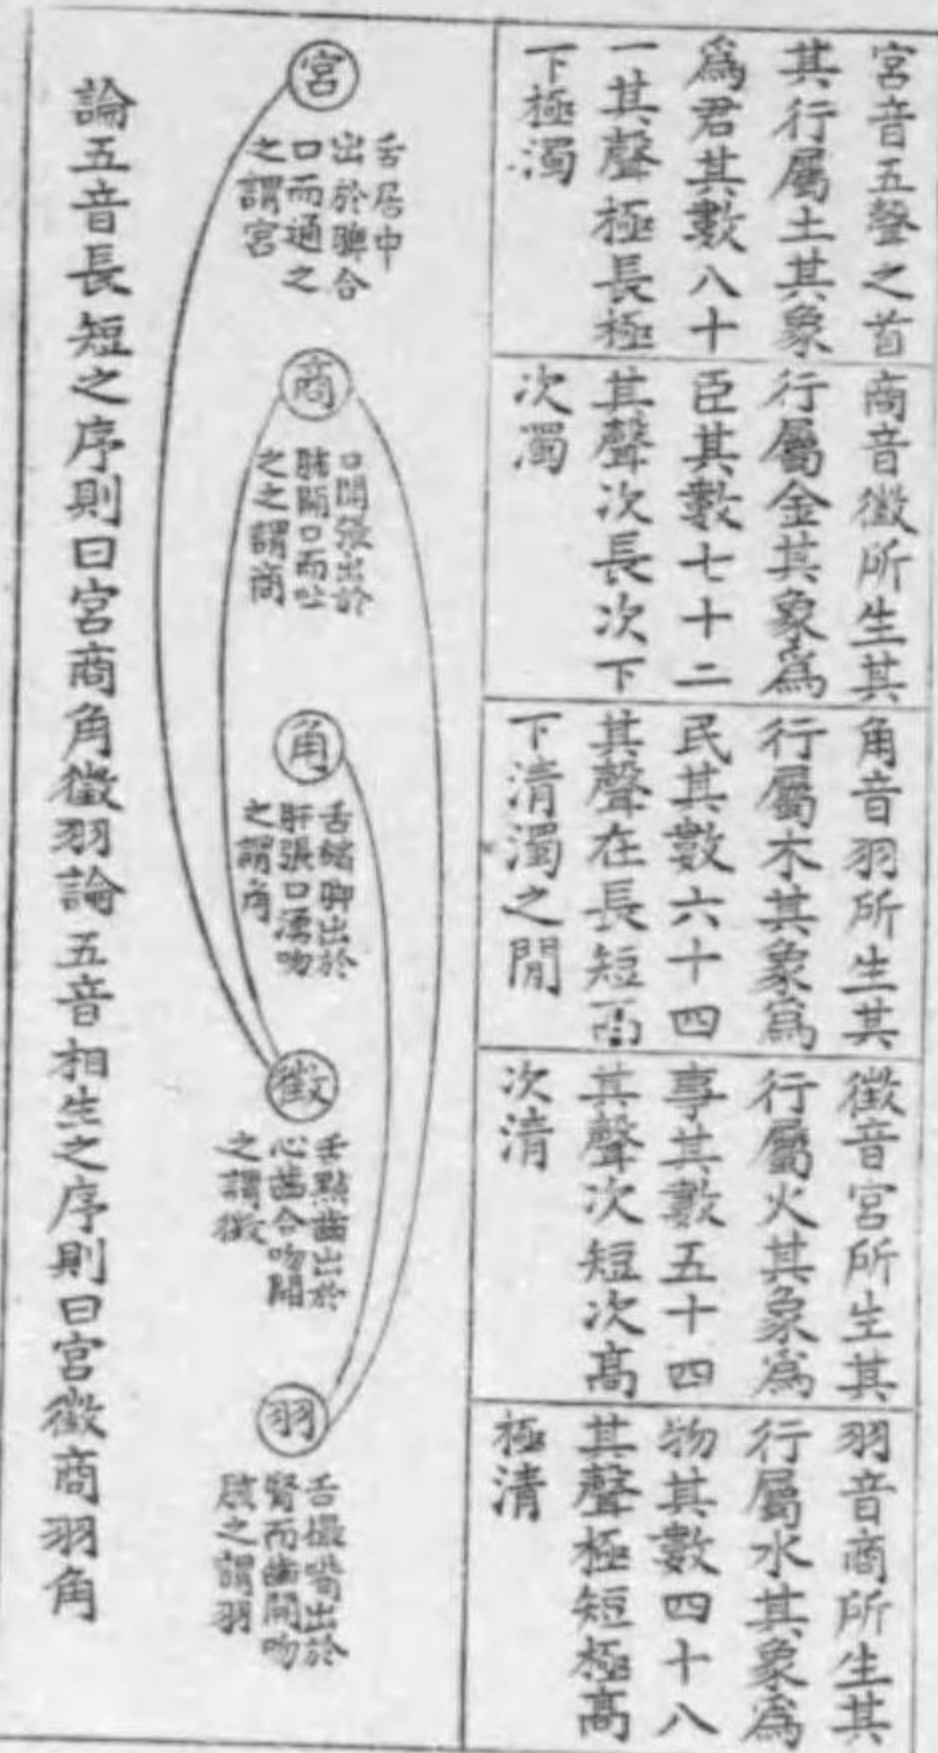 宮音五聲之首
其行屬土其象
爲君其數八十
一其聲極長極
下極濁
商音徵所生其
行屬金其象爲
臣其數七十二
其聲次長次下
次濁
角音羽所生其
行屬木其象爲
民其數六十四
其聲在長短高
下清濁之間
徵音宮所生其
行屬火其象爲
事其數五十四
其聲次短次高
次清
羽音商所生其
行屬水其象爲
物其數四十八
其聲極短極高
極清
宮
舌居中
出於脾合
口而通之
之謂宮
商
口開張出於
肺開口而吐
之之謂商
角
舌縮卻出於
肝張口湧吻
之謂角
徵
舌點齒出於
心齒合吻開
之謂徵
羽
舌撮嘴出於
腎而齒開吻
之謂羽
論五音長短之序則曰宮商角徵羽論五音相生之序則曰宮徵商羽角